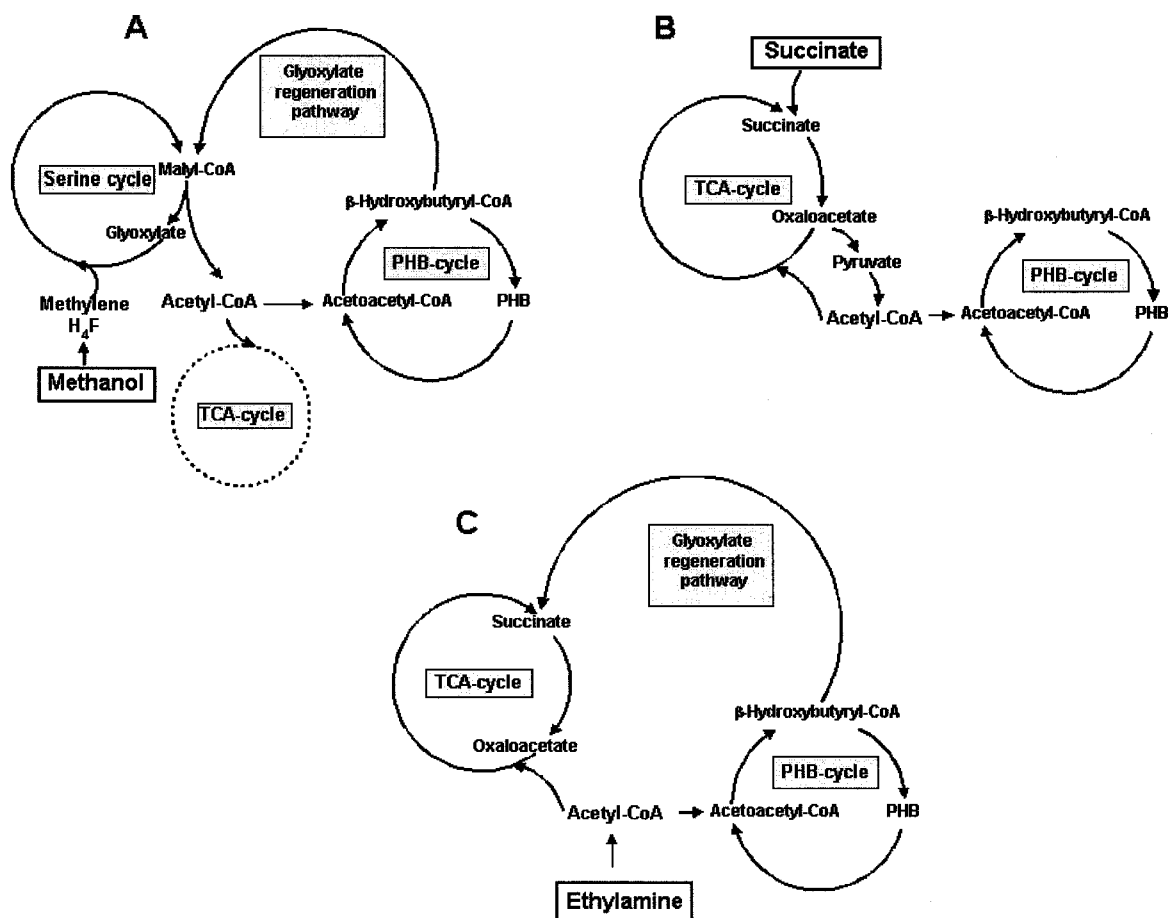 A
Glyoxylate
regeneration
pathway
Serine cycle
Malyl-CoA
Glyoxylate
Methylene
H4F
Methanol
Acetyl-CoA
TCA-cycle
β-Hydroxybutyryl-CoA
PHB-cycle
Acetoacetyl-CoA
PHB
B
Succinate
Succinate
TCA-cycle
Oxaloacetate
Pyruvate
Acetyl-CoA
β-Hydroxybutyryl-CoA
PHB-cycle
Acetoacetyl-CoA
PHB
C
Glyoxylate
regeneration
pathway
Succinate
TCA-cycle
Oxaloacetate
β-Hydroxybutyryl-CoA
PHB-cycle
Acetyl-CoA
Acetoacetyl-CoA
PHB
Ethylamine